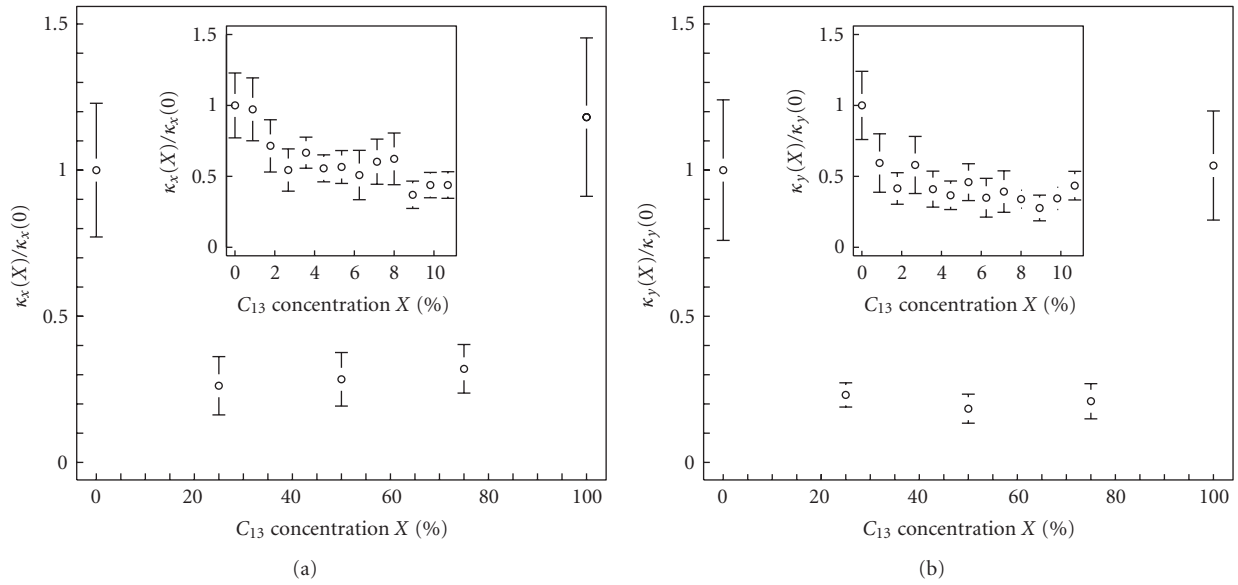 1.5
1
0.5
0
κx(X)/κx(0)
0 20 40 60 80 100
C13 concentration X (%)
1.5
1
0.5
0
κx(X)/κx(0)
0 2 4 6 8 10
C13 concentration X (%)
(a)
1.5
1
0.5
0
κy(X)/κy(0)
0 20 40 60 80 100
C13 concentration X (%)
1.5
1
0.5
0
κy(X)/κy(0)
0 2 4 6 8 10
C13 concentration X (%)
(b)